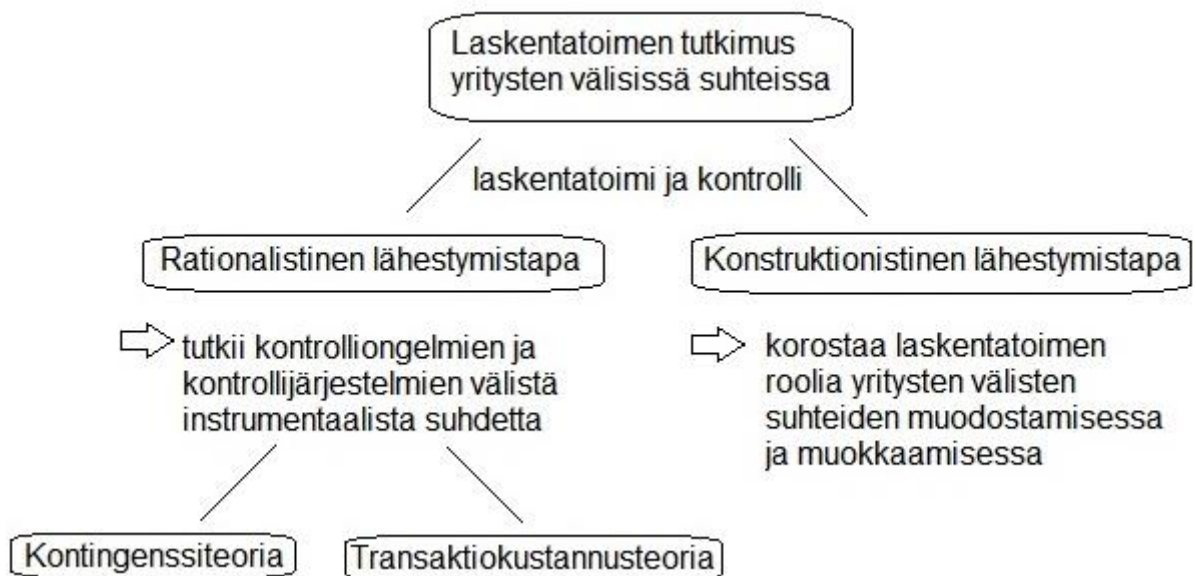 Laskentatoimen tutkimus
yritysten välisissä suhteissa
laskentatoimi ja kontrolli
Rationalistinen lähestymistapa
Konstruktionistinen lähestymistapa
tutkii kontrolliongelmien ja
kontrollijärjestelmien välistä
instrumentaalista suhdetta
korostaa laskentatoimen
roolia yritysten välisten
suhteiden muodostamisessa
ja muokkaamisessa
Kontingenssiteoria
Transaktiokustannusteoria